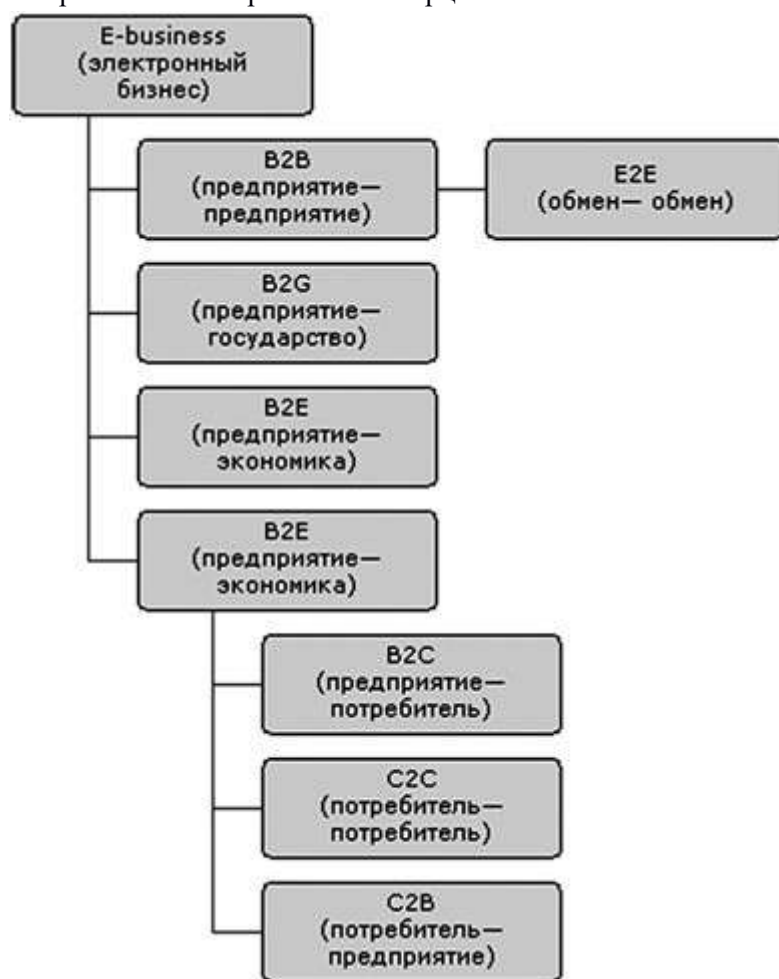 E-business
(электронный
бизнес)
B2B
(предприятие—
предприятие)
E2E
(обмен— обмен)
B2G
(предприятие—
государство)
B2E
(предприятие—
экономика)
B2E
(предприятие—
экономика)
B2C
(предприятие—
потребитель)
C2C
(потребитель—
потребитель)
C2B
(потребитель—
предприятие)